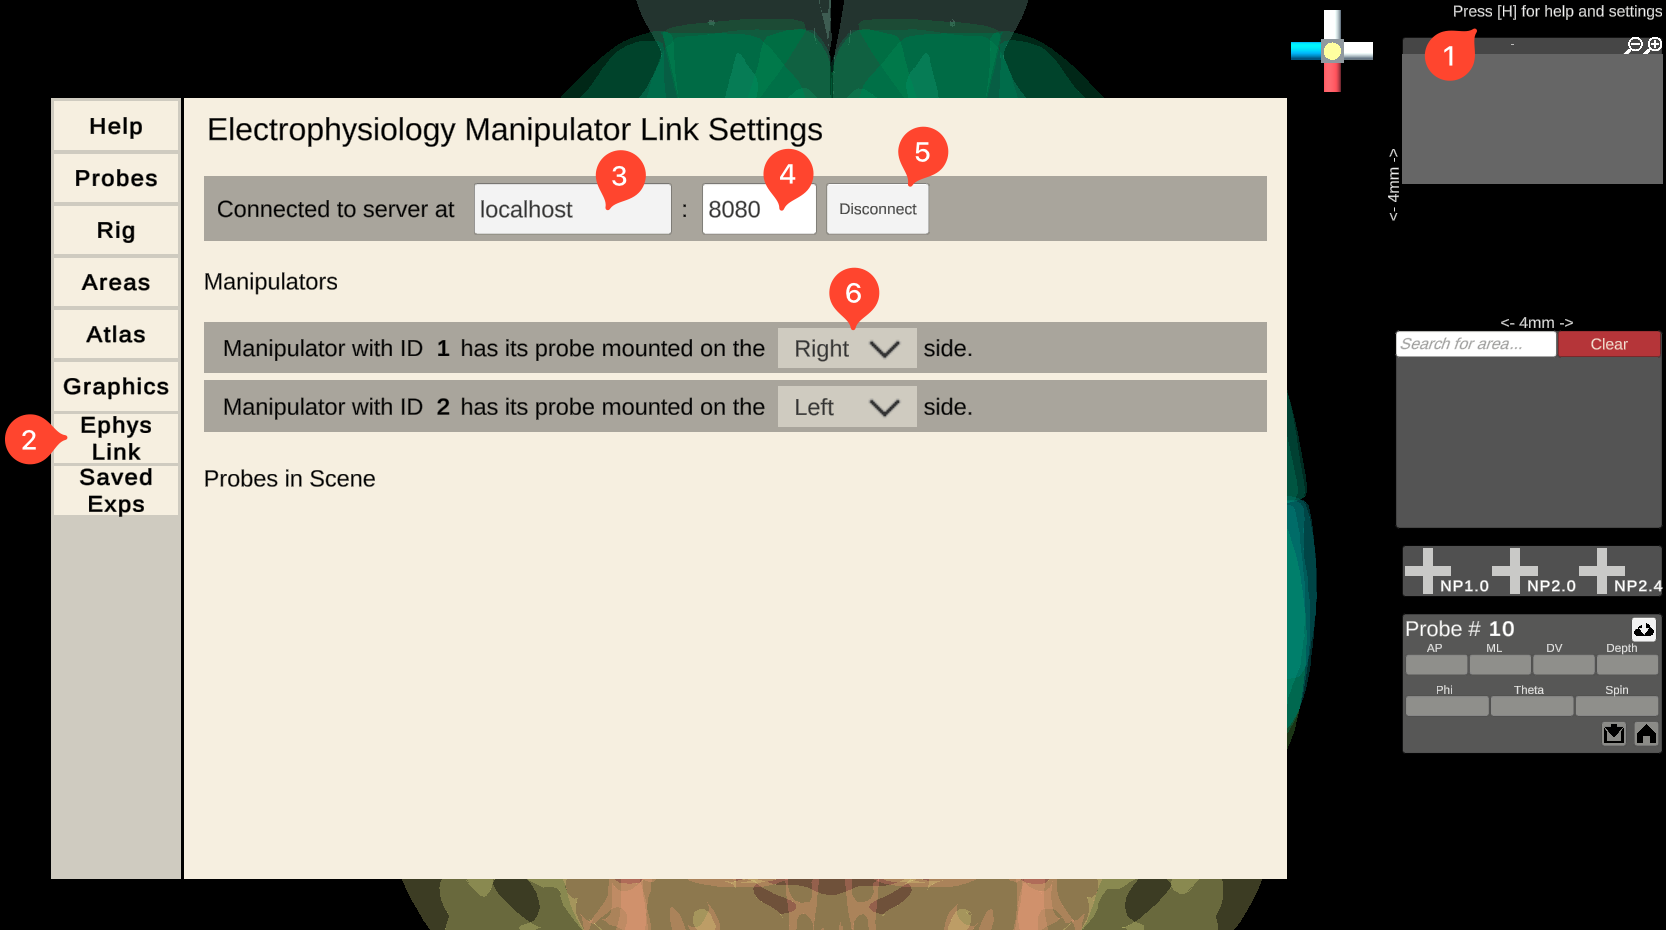 Press [H] for help and settings
1
-
<- 4mm ->
<- 4mm ->
Help
Probes
Rig
Areas
Atlas
Graphics
Ephys
Link
Saved
Exps
2
Electrophysiology Manipulator Link Settings
3
4
5
Connected to server at localhost : 8080 Disconnect
Manipulators
6
Manipulator with ID 1 has its probe mounted on the Right side.
Manipulator with ID 2 has its probe mounted on the Left side.
Probes in Scene
Search for area... Clear
NP1.0 NP2.0 NP2.4
Probe # 10
AP ML DV Depth
Phi Theta Spin